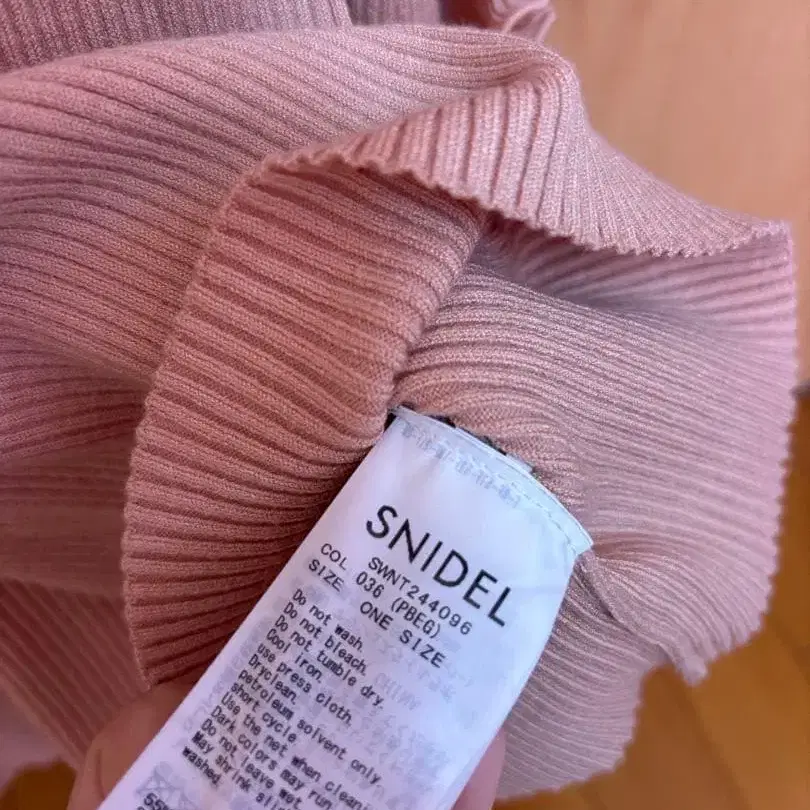 SNIDEL
SWNT244096
COL 036 (PBEG)
SIZE ONE SIZE
Do not wash.
Do not bleach.
Do not tumble dry.
Cool iron.
use press cloth.
Dryclean.
petroleum solvent only.
short cycle.
Use the net when cleani
Dark colors may run
Do not leave wet.
May shrink sli
washed.